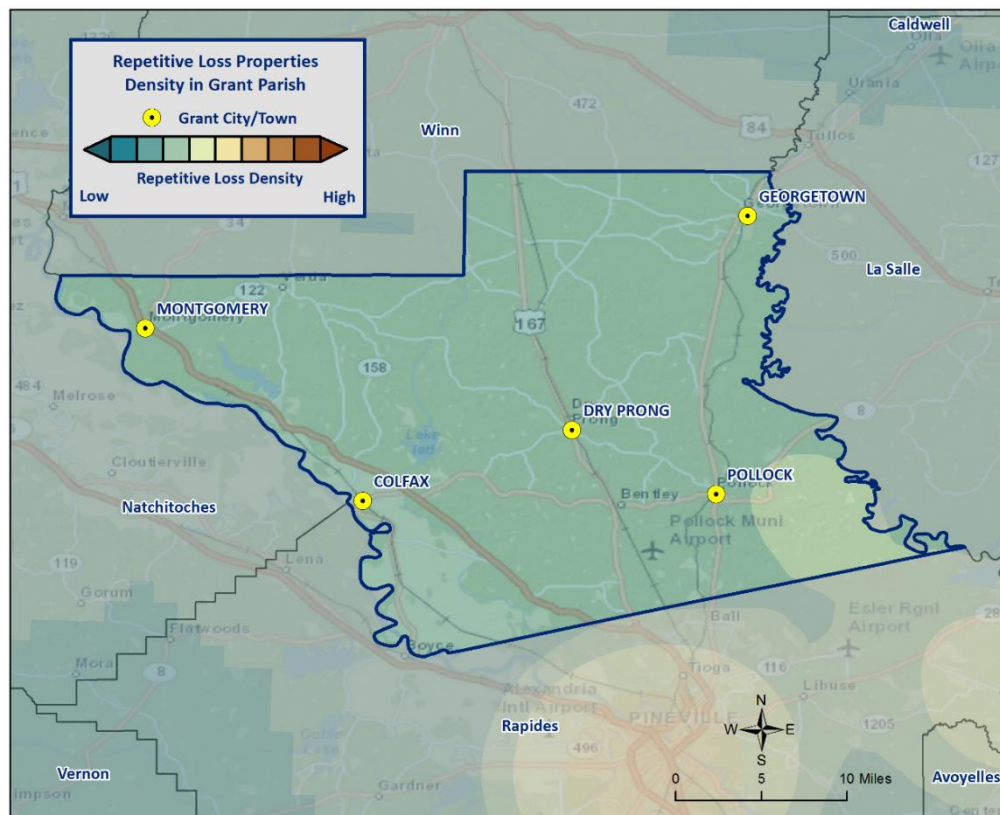 Caldwell
Repetitive Loss Properties
Density in Grant Parish
Grant City/Town
Repetitive Loss Density
Low
High
Winn
472
84
Olla
Urania
Tullos
127
GEORGETOWN
34
122
Verda
500
La Salle
MONTGOMERY
Montgomery
167
158
484
Melrose
DRY PRONG
8
Cloutierville
COLFAX
POLLOCK
Pollock
Natchitoches
Bentley
Pollock Muni
Airport
119
Lena
Gorum
Flatwoods
Boyce
Ball
Esler Rgnl
Airport
28
Mora
8
Tioga
116
Libuse
Alexandria
Intl Airport
Rapides
PINEVILLE
496
1205
N
W
E
S
Vernon
Gardner
0
5
10 Miles
Avoyelles